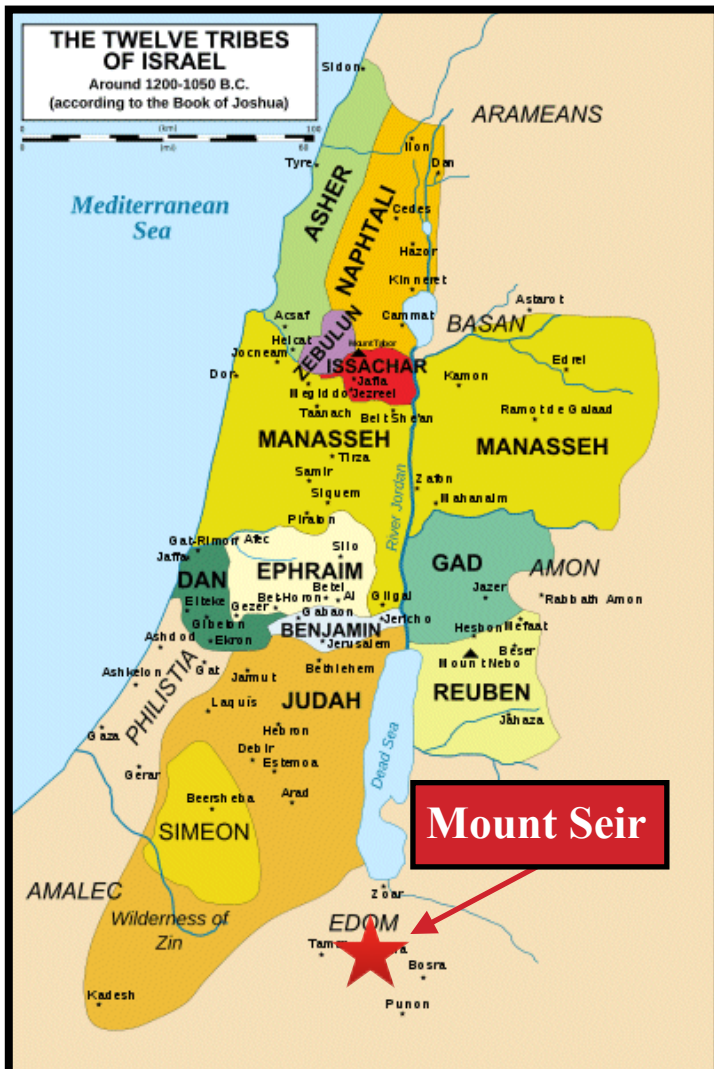 THE TWELVE TRIBES
OF ISRAEL
Around 1200-1050 B.C.
(according to the Book of Joshua)
0 (km) 100
0 (mi) 60
Sidon
ARAMEANS
Tyre
Ilon
Dan
ASHER
Mediterranean
Sea
NAPHTALI
Cedes
Hazor
Kinneret
Astarot
Acsaf
Cammat
BASAN
Helcat
ZEBULUN
Mount Tabor
Jocneam
ISSACHAR
Edrei
Dor
Jafia
Kamon
Megiddo
Jezreel
Taanach
Beit She'an
Ramot de Galaad
MANASSEH
MANASSEH
Tirza
Samir
Zafon
Siquem
Mahanaim
Piraton
River Jordan
Gat-Rimon
Afec
Jaffa
Silo
GAD
AMON
DAN
EPHRAIM
Betel
Jazer
Elteke
Bet-Horon
Ai
Gilgal
Rabbath Amon
Gezer
Gabaon
Jericho
Gibeton
BENJAMIN
Hesbon
Mefaat
Ashdod
Ekron
Jerusalem
Beser
Gat
Bethlehem
Mount Nebo
Ashkelon
Jarmut
PHILISTIA
JUDAH
REUBEN
Laquis
Jahaza
Gaza
Hebron
Dead Sea
Debir
Gerar
Estemoa
Beersheba
Arad
Mount Seir
SIMEON
AMALEC
Zoar
Wilderness of
Zin
EDOM
Bosra
Kadesh
Punon